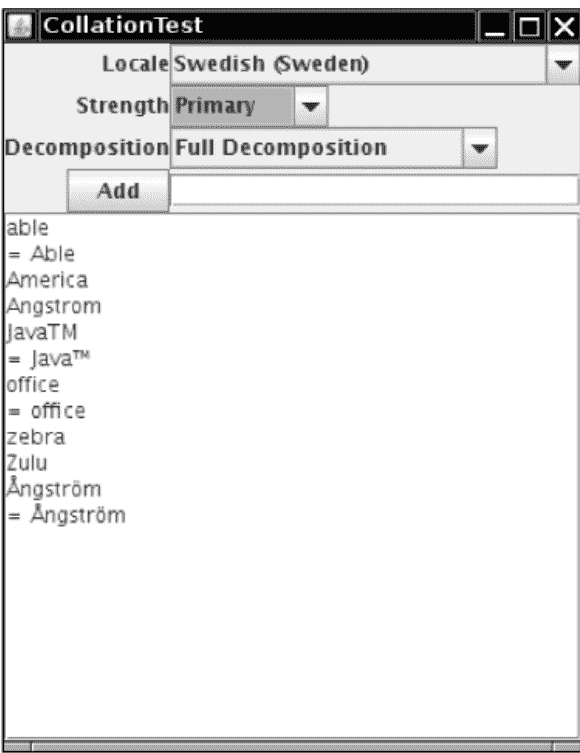 CollationTest
Locale Swedish (Sweden)
Strength Primary
Decomposition Full Decomposition
Add
able
= Able
America
Angstrom
JavaTM
= Java™
office
= office
zebra
Zulu
Ångström
= Ångström